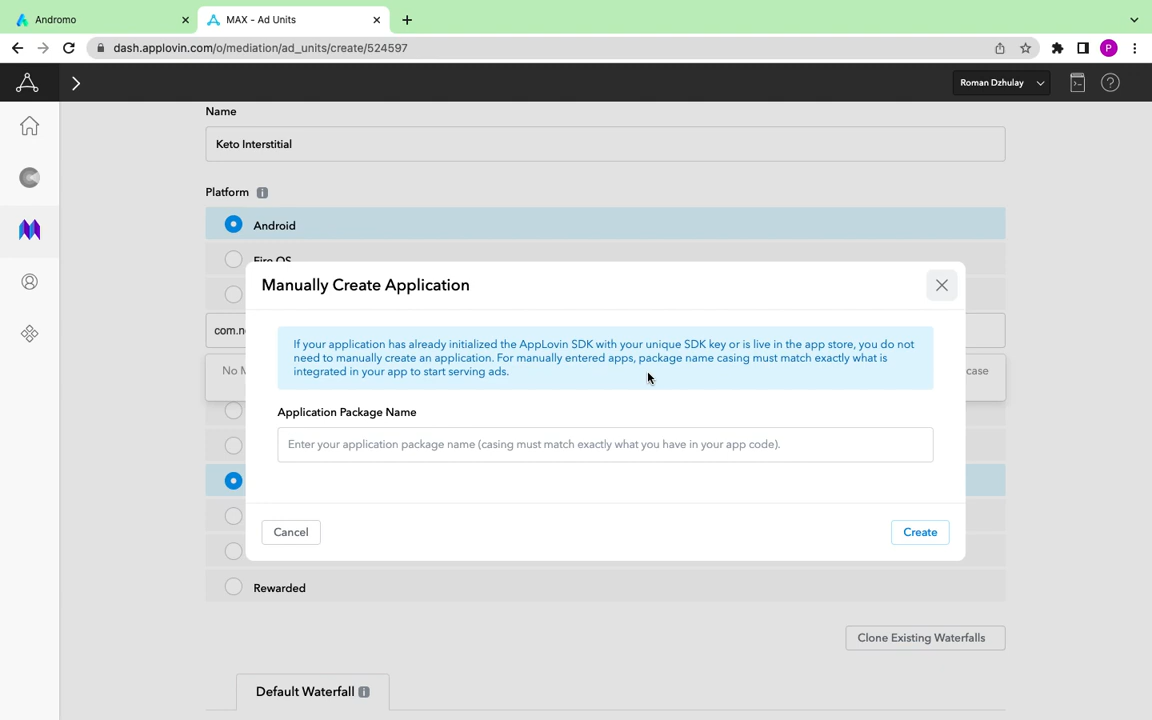 Andromo
MAX - Ad Units
dash.applovin.com/o/mediation/ad_units/create/524597
P
Roman Dzhulay
Name
Keto Interstitial
Platform
Android
Fire OS
Manually Create Application
com.n
If your application has already initialized the AppLovin SDK with your unique SDK key or is live in the app store, you do not
need to manually create an application. For manually entered apps, package name casing must match exactly what is
integrated in your app to start serving ads.
No M
case
Application Package Name
Enter your application package name (casing must match exactly what you have in your app code).
Cancel
Create
Rewarded
Clone Existing Waterfalls
Default Waterfall